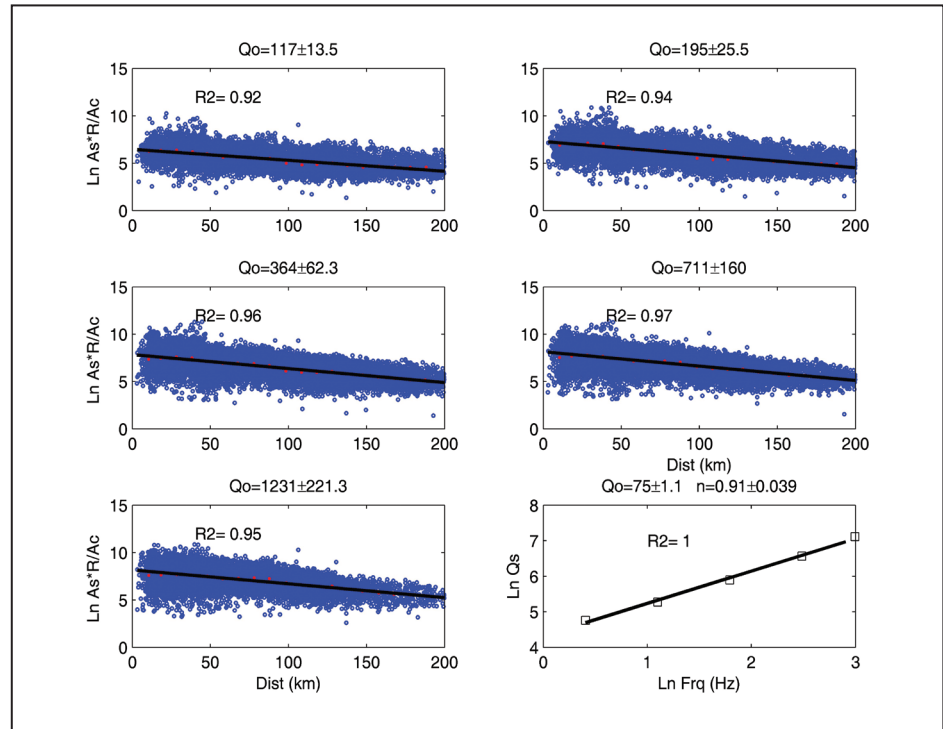 Qo=117±13.5
R2= 0.92
Ln As*R/Ac
15
10
5
0
0 50 100 150 200
Qo=195±25.5
R2= 0.94
15
10
5
0
0 50 100 150 200
Qo=364±62.3
R2= 0.96
Ln As*R/Ac
15
10
5
0
0 50 100 150 200
Qo=711±160
R2= 0.97
15
10
5
0
0 50 100 150 200
Dist (km)
Qo=1231±221.3
R2= 0.95
Ln As*R/Ac
15
10
5
0
0 50 100 150 200
Dist (km)
Qo=75±1.1 n=0.91±0.039
R2= 1
Ln Qs
8
7
6
5
4
0 1 2 3
Ln Frq (Hz)